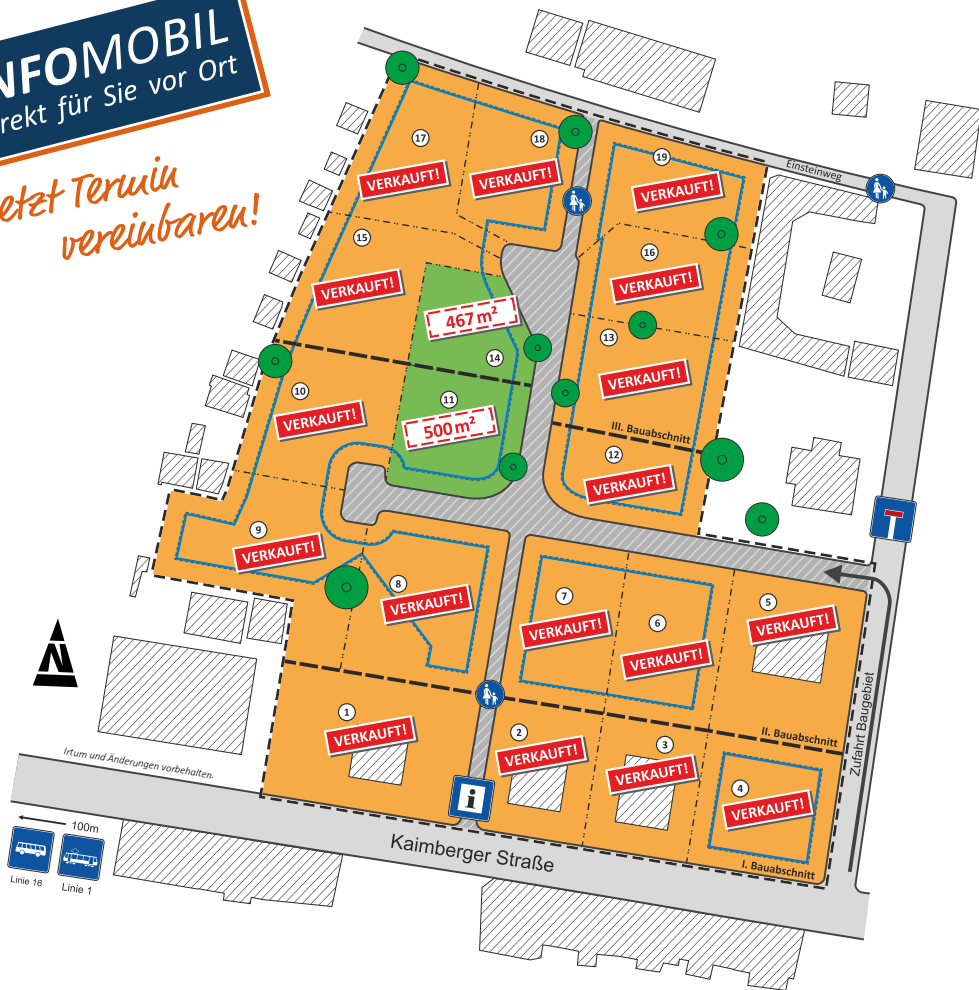 NFOMOBIL
rekt für Sie vor Ort
etzt Termin
vereinbaren!
Einsteinweg
17
VERKAUFT!
18
VERKAUFT!
19
VERKAUFT!
15
VERKAUFT!
16
VERKAUFT!
467 m²
14
13
VERKAUFT!
10
VERKAUFT!
11
500 m²
III. Bauabschnitt
12
VERKAUFT!
9
VERKAUFT!
8
VERKAUFT!
7
VERKAUFT!
6
VERKAUFT!
5
VERKAUFT!
N
II. Bauabschnitt
Zufahrt Baugebiet
1
VERKAUFT!
2
VERKAUFT!
3
VERKAUFT!
4
VERKAUFT!
I. Bauabschnitt
i
Irtum und Änderungen vorbehalten.
Kaimberger Straße
100m
Linie 16
Linie 1